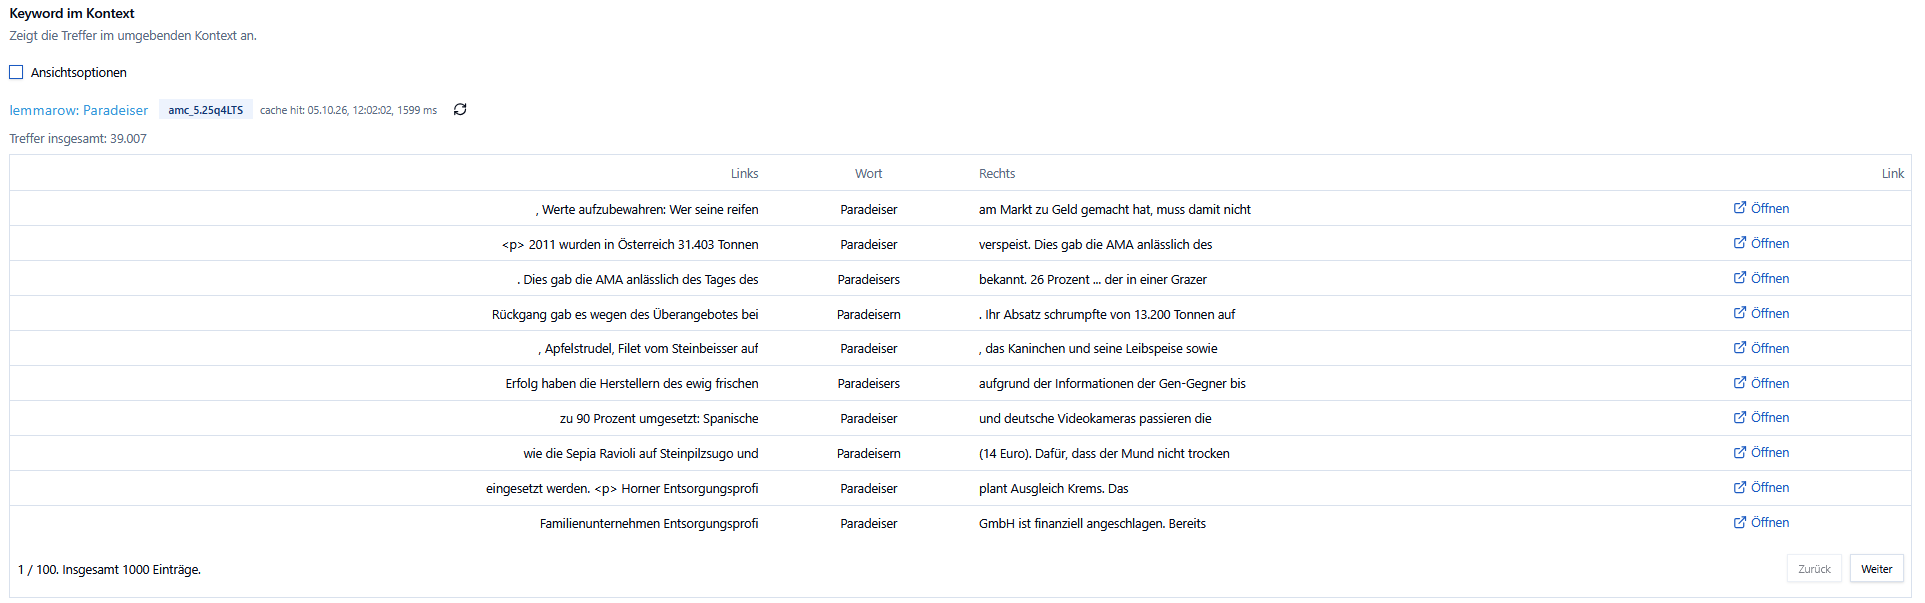 Keyword im Kontext
Zeigt die Treffer im umgebenden Kontext an.
Ansichtsoptionen
lemmarow: Paradeiser amc_5.25q4LTS cache hit: 05.10.26, 12:02:02, 1599 ms
Treffer insgesamt: 39.007
Links Wort Rechts Link
, Werte aufzubewahren: Wer seine reifen Paradeiser am Markt zu Geld gemacht hat, muss damit nicht Öffnen
<p> 2011 wurden in Österreich 31.403 Tonnen Paradeiser verspeist. Dies gab die AMA anlässlich des Öffnen
. Dies gab die AMA anlässlich des Tages des Paradeisers bekannt. 26 Prozent ... der in einer Grazer Öffnen
Rückgang gab es wegen des Überangebotes bei Paradeisern . Ihr Absatz schrumpfte von 13.200 Tonnen auf Öffnen
, Apfelstrudel, Filet vom Steinbeisser auf Paradeiser , das Kaninchen und seine Leibspeise sowie Öffnen
Erfolg haben die Herstellern des ewig frischen Paradeisers aufgrund der Informationen der Gen-Gegner bis Öffnen
zu 90 Prozent umgesetzt: Spanische Paradeiser und deutsche Videokameras passieren die Öffnen
wie die Sepia Ravioli auf Steinpilzsugo und Paradeisern (14 Euro). Dafür, dass der Mund nicht trocken Öffnen
eingesetzt werden. <p> Horner Entsorgungsprofi Paradeiser plant Ausgleich Krems. Das Öffnen
Familienunternehmen Entsorgungsprofi Paradeiser GmbH ist finanziell angeschlagen. Bereits Öffnen
1 / 100. Insgesamt 1000 Einträge. Zurück Weiter